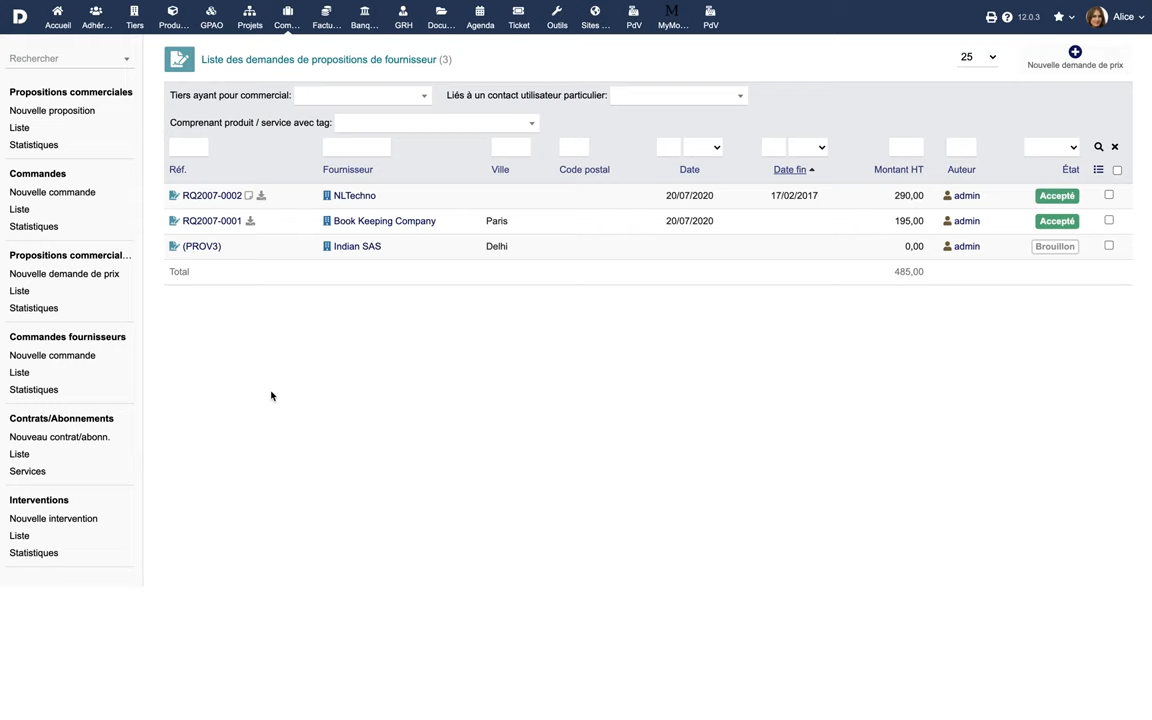 D
Accueil Adhér... Tiers Produ... GPAO Projets Com... Factu... Banq... GRH Docu... Agenda Ticket Outils Sites ... PdV MyMo... PdV
M
12.0.3
Alice
Rechercher
Propositions commerciales
Nouvelle proposition
Liste
Statistiques
Commandes
Nouvelle commande
Liste
Statistiques
Propositions commercial...
Nouvelle demande de prix
Liste
Statistiques
Commandes fournisseurs
Nouvelle commande
Liste
Statistiques
Contrats/Abonnements
Nouveau contrat/abonn.
Liste
Services
Interventions
Nouvelle intervention
Liste
Statistiques
Liste des demandes de propositions de fournisseur (3)
25
Nouvelle demande de prix
Tiers ayant pour commercial: Liés à un contact utilisateur particulier:
Comprenant produit / service avec tag:
Réf. Fournisseur Ville Code postal Date Date fin Montant HT Auteur État
RQ2007-0002 NLTechno 20/07/2020 17/02/2017 290,00 admin Accepté
RQ2007-0001 Book Keeping Company Paris 20/07/2020 195,00 admin Accepté
(PROV3) Indian SAS Delhi 0,00 admin Brouillon
Total 485,00